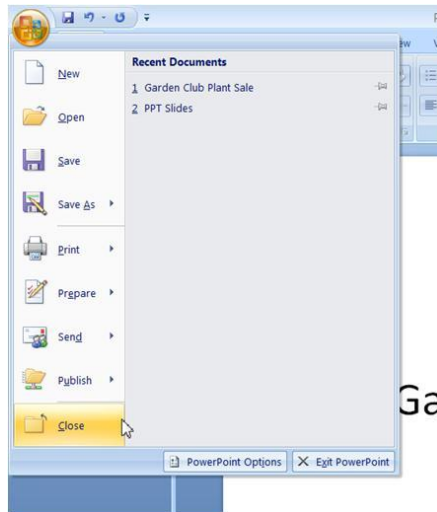 New
Open
Save
Save As
Print
Prepare
Send
Publish
Close
Recent Documents
1 Garden Club Plant Sale
2 PPT Slides
PowerPoint Options
Exit PowerPoint
Ga